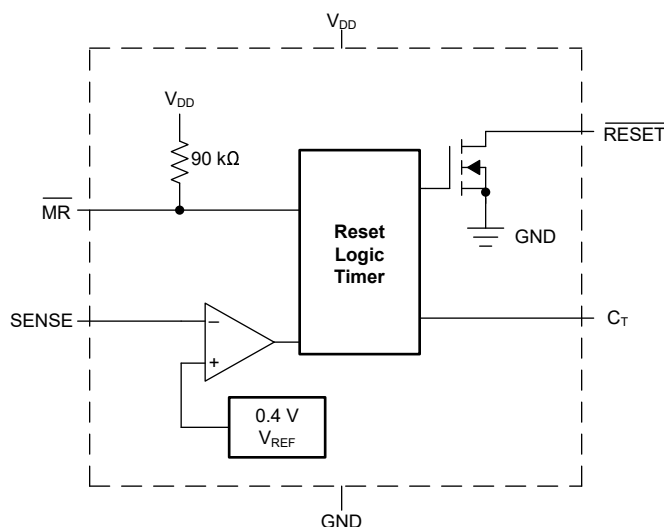 VDD
VDD
90 kΩ
RESET
MR
Reset
Logic
Timer
GND
SENSE
−
CT
+
0.4 V
VREF
GND